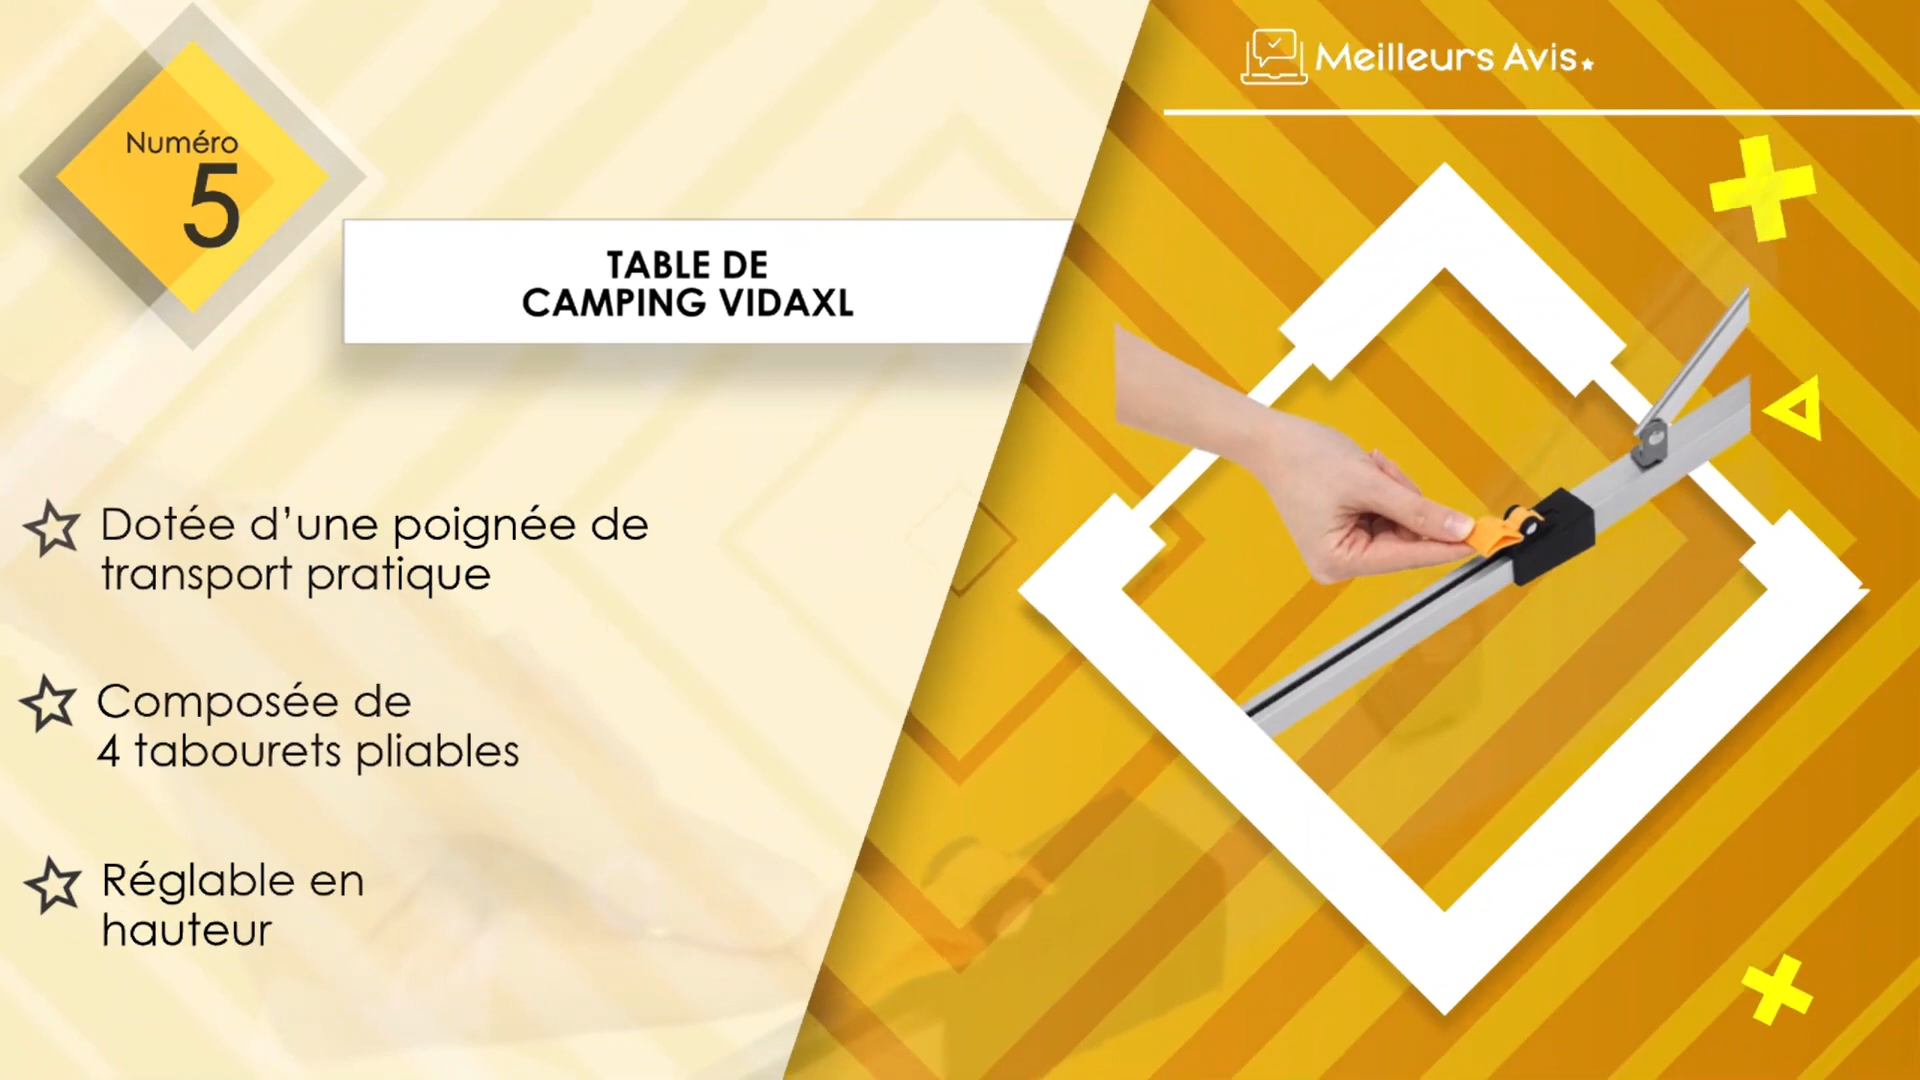 Meilleurs Avis
Numéro
5
TABLE DE
CAMPING VIDAXL
Dotée d’une poignée de
transport pratique
Composée de
4 tabourets pliables
Réglable en
hauteur